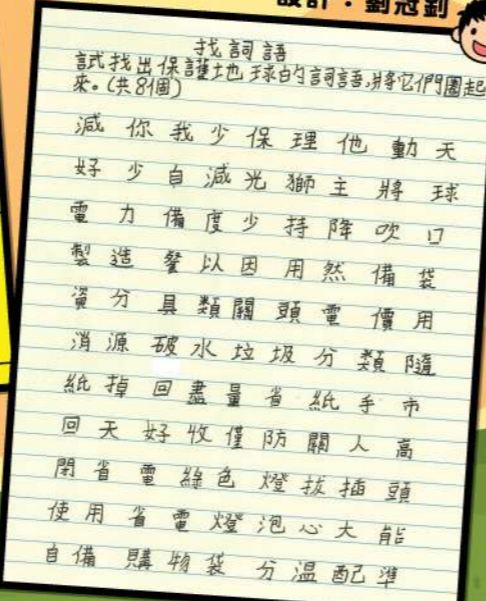 設計：劉冠釗
找詞語
試找出保護地球的詞語,將它們圈起
來。(共8個)
減 你 我 少 保 理 他 動 天
好 少 自 減 光 獅 主 將 球
電 力 備 度 少 持 降 吹 口
製 造 餐 以 因 用 然 備 袋
資 分 具 類 關 頭 電 價 用
消 源 破 水 垃 圾 分 類 隨
紙 掉 回 盡 量 省 紙 手 市
回 天 好 收 僅 防 關 人 高
閉 省 電 綠 色 燈 拔 插 頭
使 用 省 電 燈 泡 心 大 能
自 備 購 物 袋 分 溫 配 準